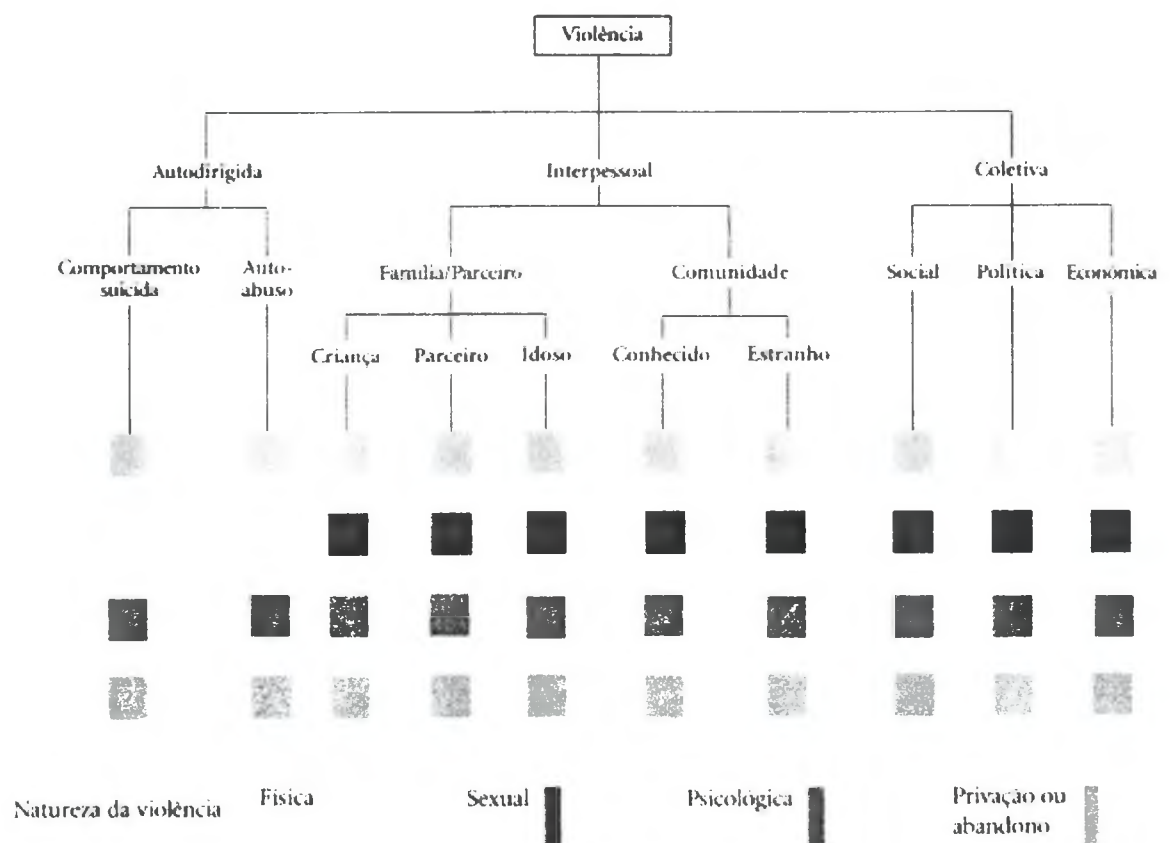 Violência
Autodirigida Interpessoal Coletiva
Comportamento suicida Auto-abuso Família/Parceiro Comunidade Social Política Econômica
Criança Parceiro Idoso Conhecido Estranho
Natureza da violência Física Sexual Psicológica Privação ou abandono